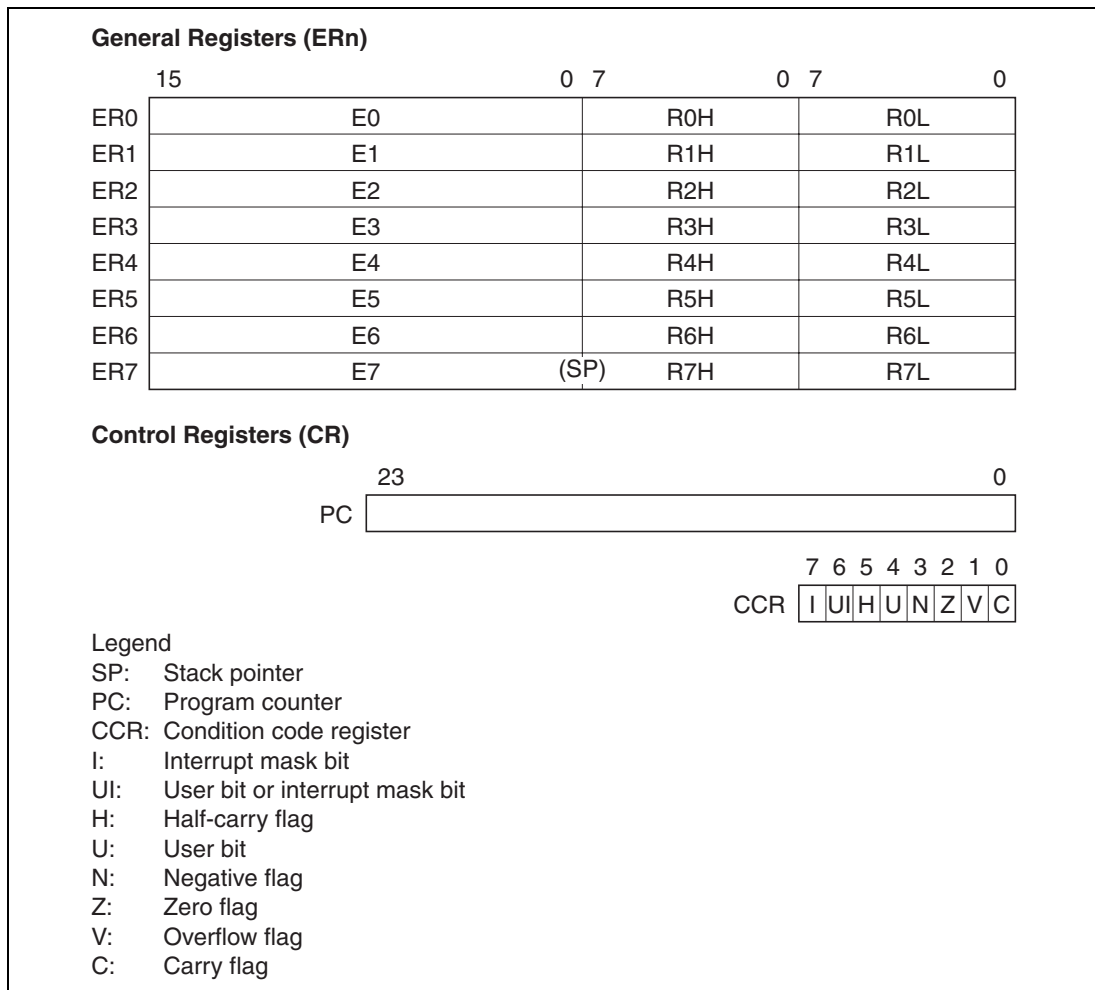 General Registers (ERn)
15 0 7 0 7 0
ER0 E0 R0H R0L
ER1 E1 R1H R1L
ER2 E2 R2H R2L
ER3 E3 R3H R3L
ER4 E4 R4H R4L
ER5 E5 R5H R5L
ER6 E6 R6H R6L
ER7 E7 (SP) R7H R7L
Control Registers (CR)
23 0
PC
7 6 5 4 3 2 1 0
CCR I UI H U N Z V C
Legend
SP: Stack pointer
PC: Program counter
CCR: Condition code register
I: Interrupt mask bit
UI: User bit or interrupt mask bit
H: Half-carry flag
U: User bit
N: Negative flag
Z: Zero flag
V: Overflow flag
C: Carry flag